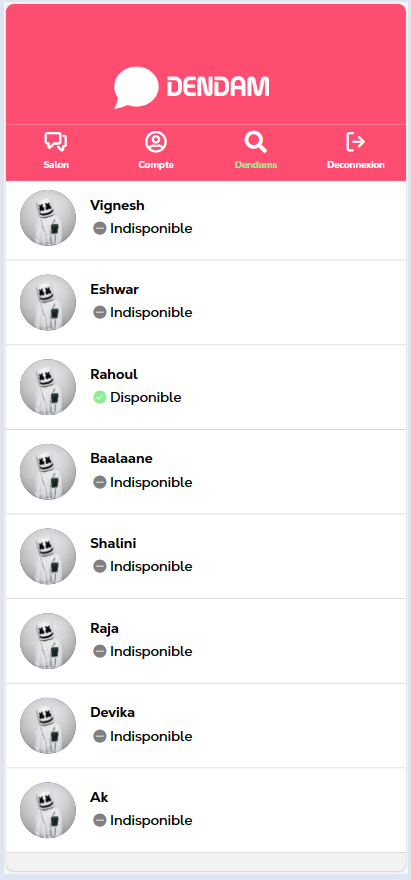 DENDAM
Salon
Compte
Dendams
Deconnexion
Vignesh
Indisponible
Eshwar
Indisponible
Rahoul
Disponible
Baalaane
Indisponible
Shalini
Indisponible
Raja
Indisponible
Devika
Indisponible
Ak
Indisponible